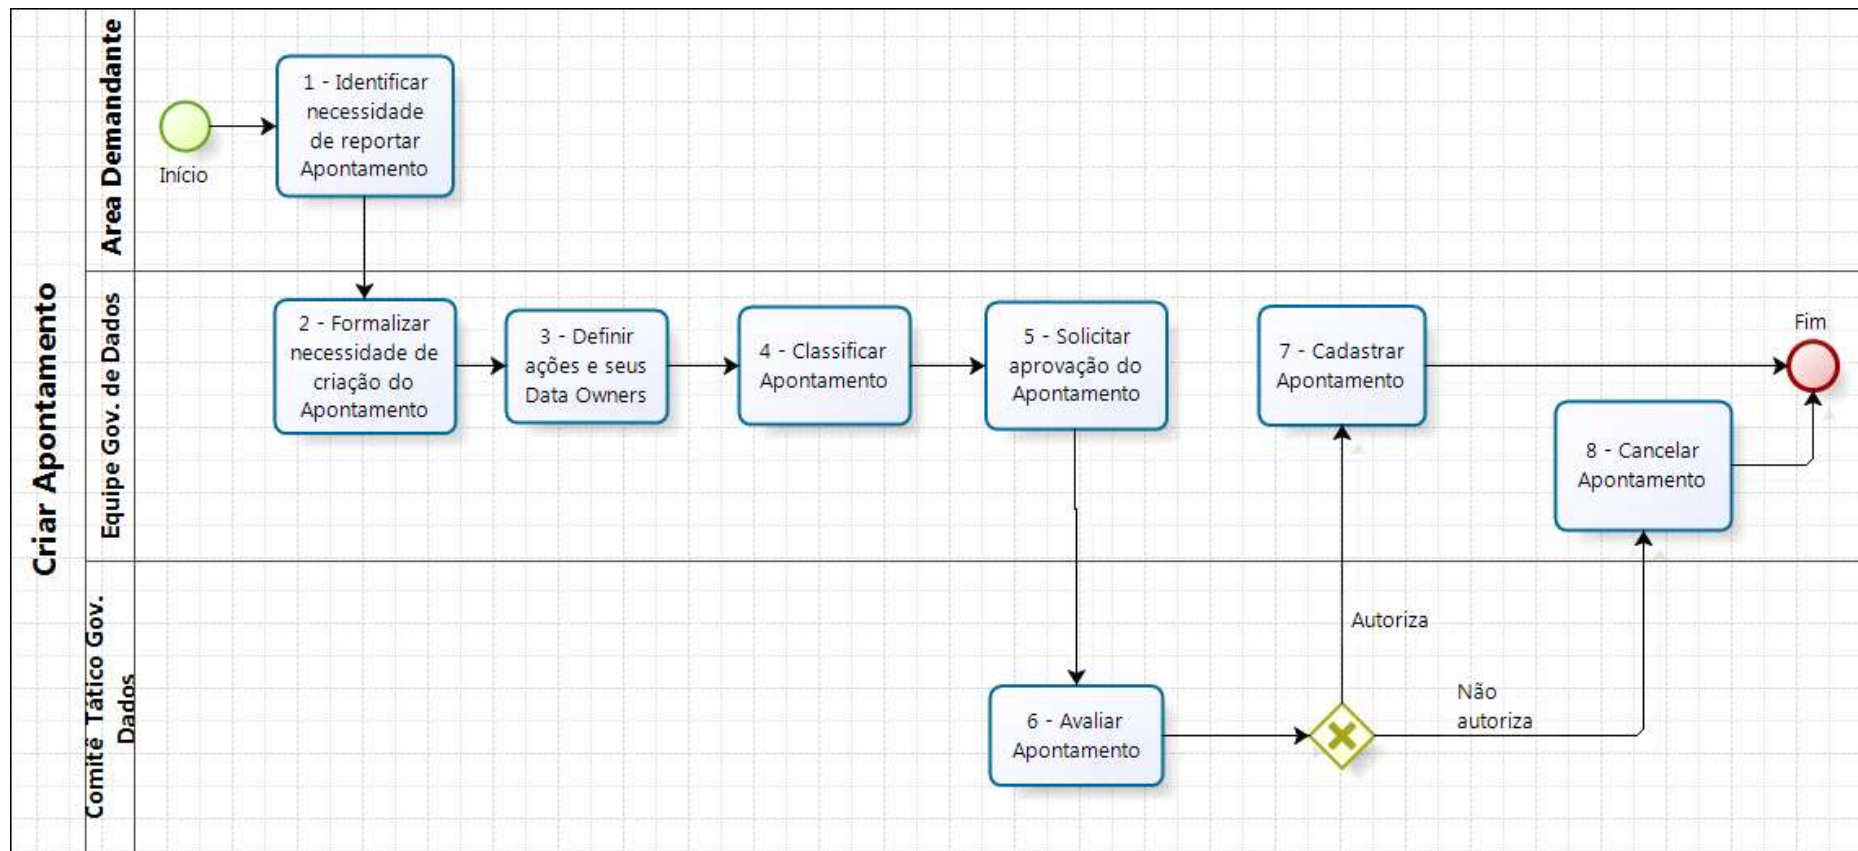 Criar Apontamento
Area Demandante
Início
1 - Identificar
necessidade
de reportar
Apontamento
Equipe Gov. de Dados
2 - Formalizar
necessidade de
criação do
Apontamento
3 - Definir
ações e seus
Data Owners
4 - Classificar
Apontamento
5 - Solicitar
aprovação do
Apontamento
7 - Cadastrar
Apontamento
Fim
8 - Cancelar
Apontamento
Comitê Tático Gov.
Dados
6 - Avaliar
Apontamento
Autoriza
Não
autoriza